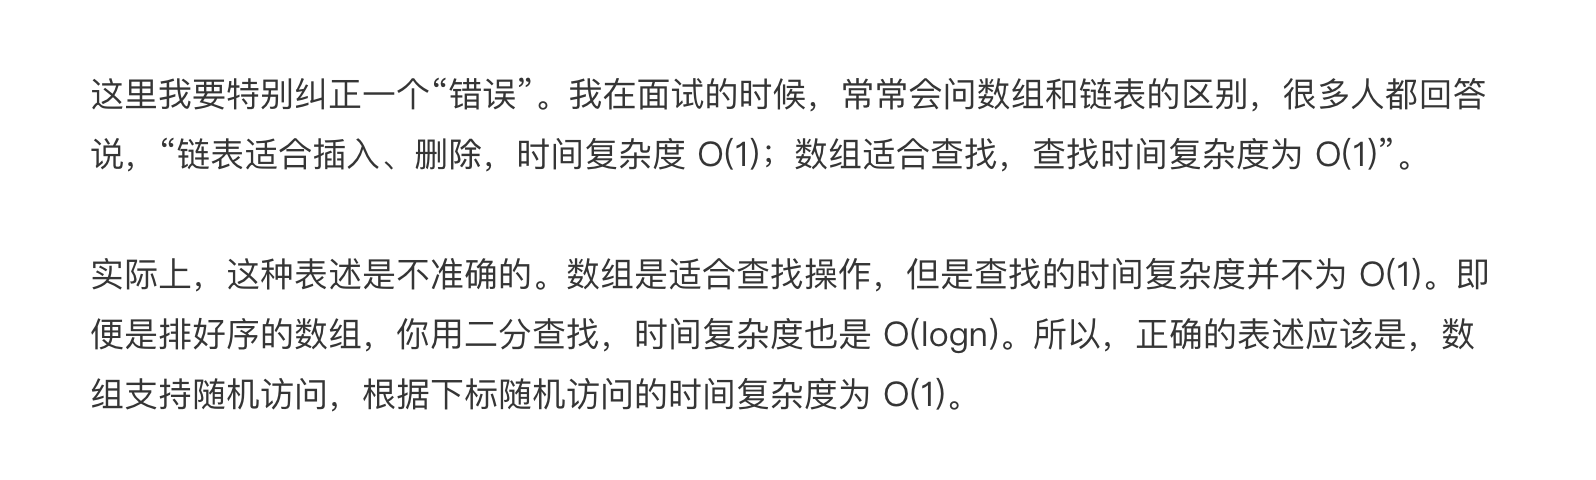 这里我要特别纠正一个“错误”。我在面试的时候，常常会问数组和链表的区别，很多人都回答
说，“链表适合插入、删除，时间复杂度 O(1)；数组适合查找，查找时间复杂度为 O(1)”。
实际上，这种表述是不准确的。数组是适合查找操作，但是查找的时间复杂度并不为 O(1)。即
便是排好序的数组，你用二分查找，时间复杂度也是 O(logn)。所以，正确的表述应该是，数
组支持随机访问，根据下标随机访问的时间复杂度为 O(1)。